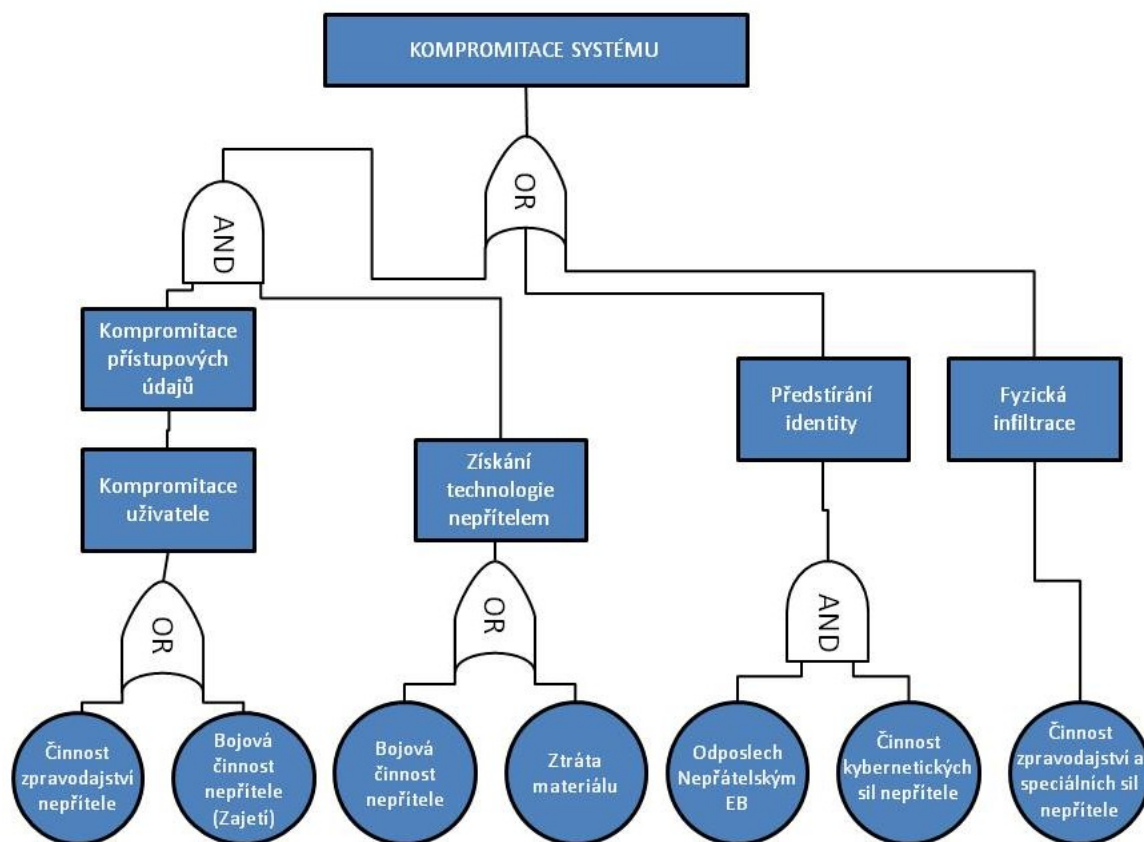 KOMPROMITACE SYSTÉMU
OR
AND
Kompromitace
přístupových
údajů
Předstírání
identity
Fyzická
infiltrace
Kompromitace
uživatele
Získání
technologie
nepřítelem
OR
OR
AND
Činnost
zpravodajství
nepřítele
Bojová
činnost
nepřítele
(Zajetí)
Bojová
činnost
nepřítele
Ztráta
materiálu
Odposlech
Nepřátelským
EB
Činnost
kybernetických
sil nepřítele
Činnost
zpravodajství a
speciálních sil
nepřítele